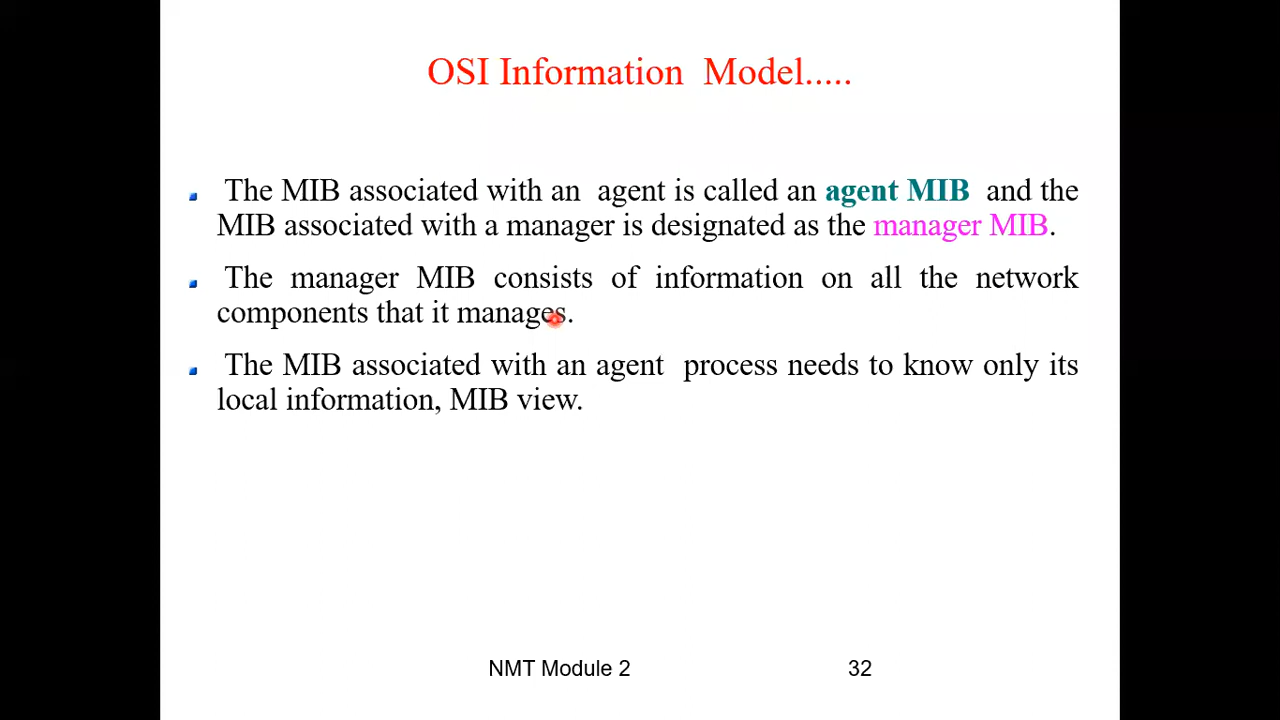 OSI Information Model.....
The MIB associated with an agent is called an agent MIB and the
MIB associated with a manager is designated as the manager MIB.
The manager MIB consists of information on all the network
components that it manages.
The MIB associated with an agent process needs to know only its
local information, MIB view.
NMT Module 2
32